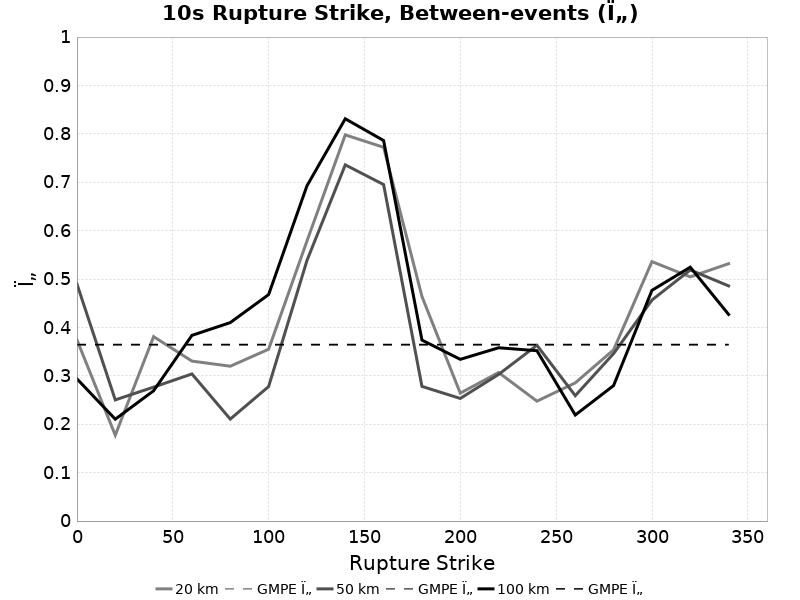 10s Rupture Strike, Between-events (Ï„)
1
0.9
0.8
0.7
0.6
0.5
0.4
0.3
0.2
0.1
0
Ï„
0 50 100 150 200 250 300 350
Rupture Strike
20 km GMPE Ï„ 50 km GMPE Ï„ 100 km GMPE Ï„